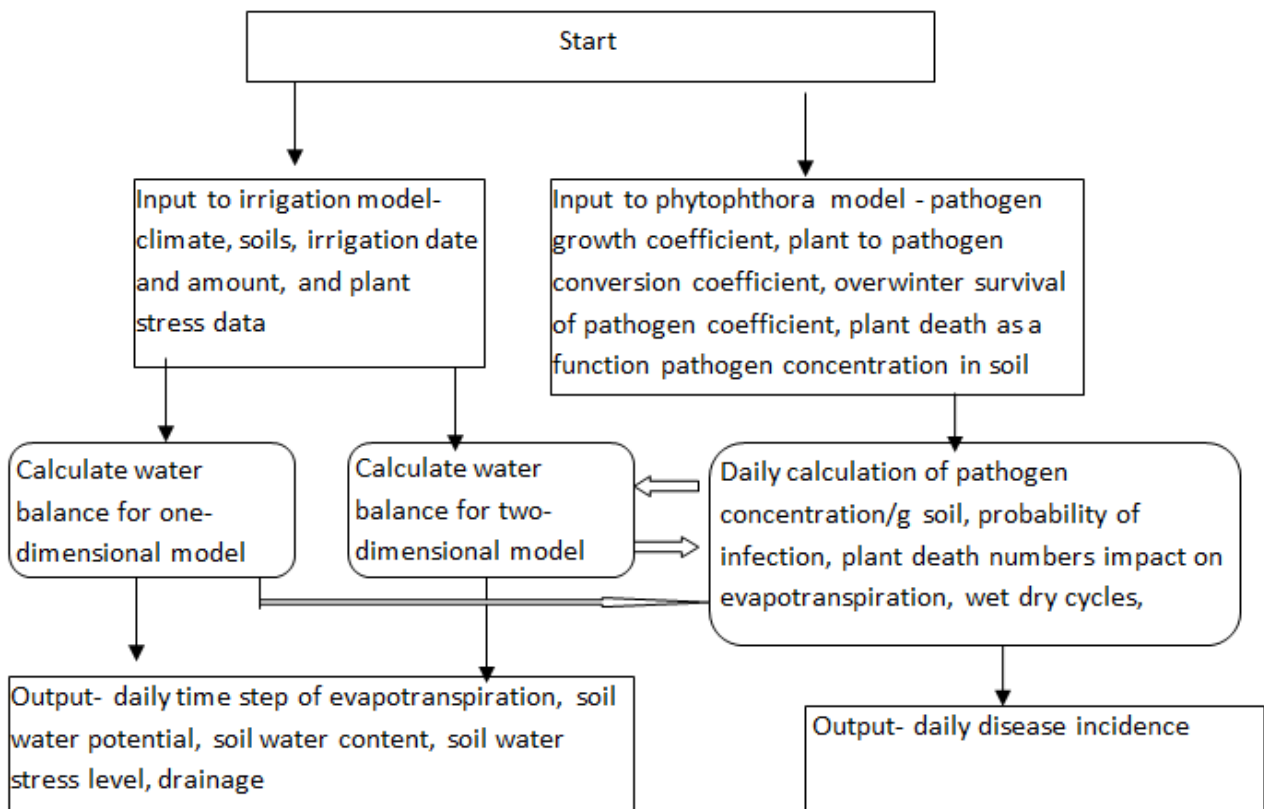 Start
Input to irrigation model-
climate, soils, irrigation date
and amount, and plant
stress data
Input to phytophthora model - pathogen
growth coefficient, plant to pathogen
conversion coefficient, overwinter survival
of pathogen coefficient, plant death as a
function pathogen concentration in soil
Calculate water
balance for one-
dimensional model
Calculate water
balance for two-
dimensional model
Daily calculation of pathogen
concentration/g soil, probability of
infection, plant death numbers impact on
evapotranspiration, wet dry cycles,
Output- daily time step of evapotranspiration, soil
water potential, soil water content, soil water
stress level, drainage
Output- daily disease incidence